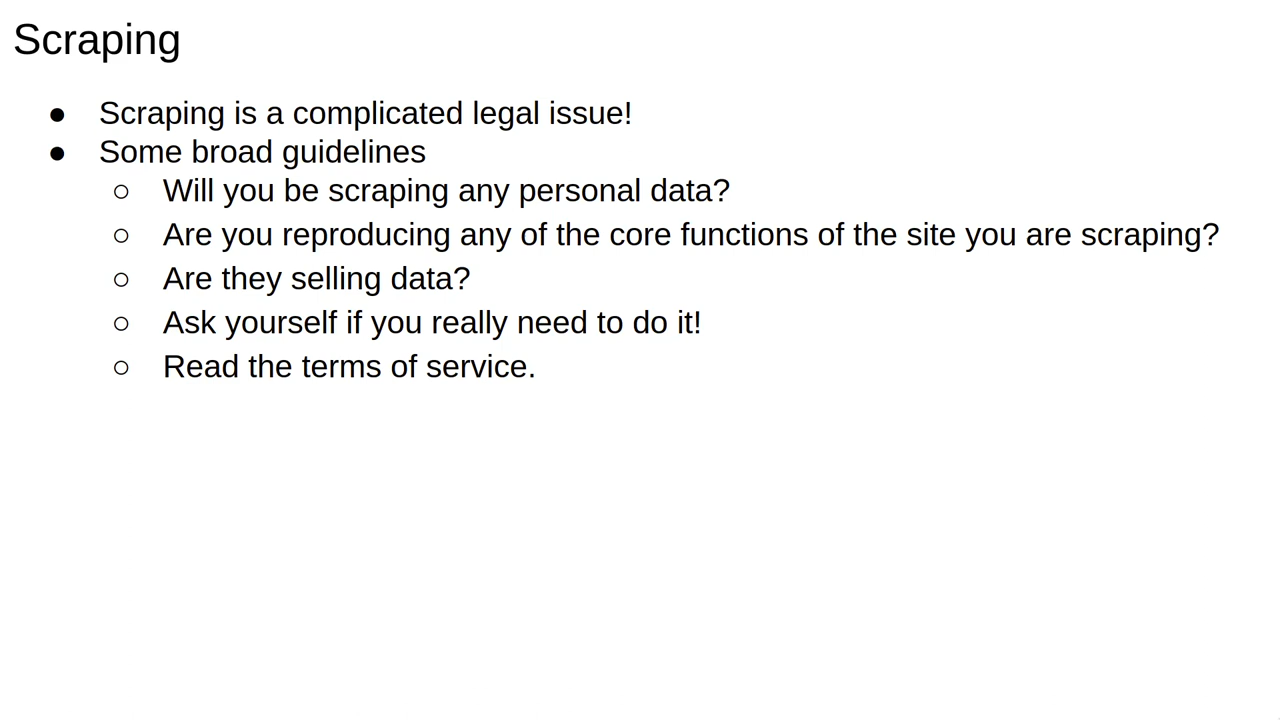 Scraping
● Scraping is a complicated legal issue!
● Some broad guidelines
○ Will you be scraping any personal data?
○ Are you reproducing any of the core functions of the site you are scraping?
○ Are they selling data?
○ Ask yourself if you really need to do it!
○ Read the terms of service.